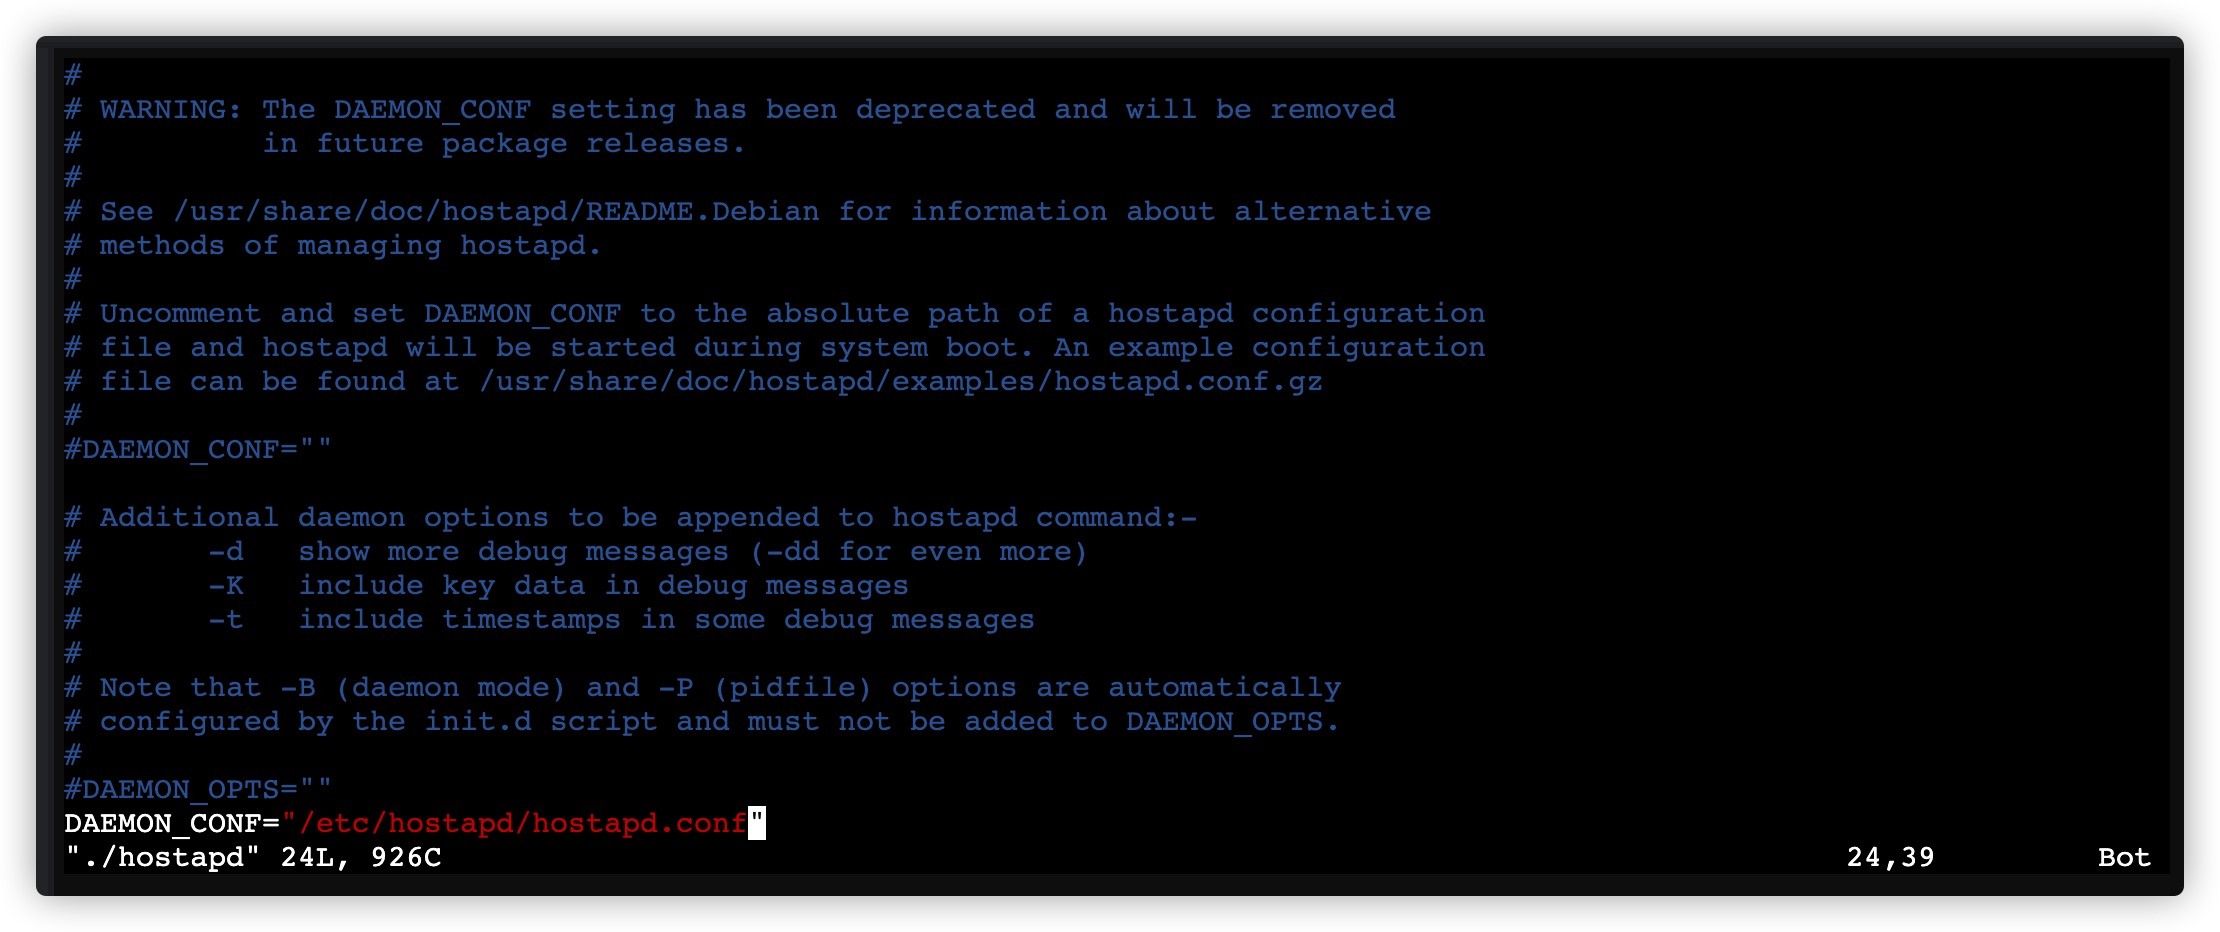 #
# WARNING: The DAEMON_CONF setting has been deprecated and will be removed
#          in future package releases.
#
# See /usr/share/doc/hostapd/README.Debian for information about alternative
# methods of managing hostapd.
#
# Uncomment and set DAEMON_CONF to the absolute path of a hostapd configuration
# file and hostapd will be started during system boot. An example configuration
# file can be found at /usr/share/doc/hostapd/examples/hostapd.conf.gz
#
#DAEMON_CONF=""

# Additional daemon options to be appended to hostapd command:-
#       -d   show more debug messages (-dd for even more)
#       -K   include key data in debug messages
#       -t   include timestamps in some debug messages
#
# Note that -B (daemon mode) and -P (pidfile) options are automatically
# configured by the init.d script and must not be added to DAEMON_OPTS.
#
#DAEMON_OPTS=""
DAEMON_CONF="/etc/hostapd/hostapd.conf"
"./hostapd" 24L, 926C 24,39 Bot